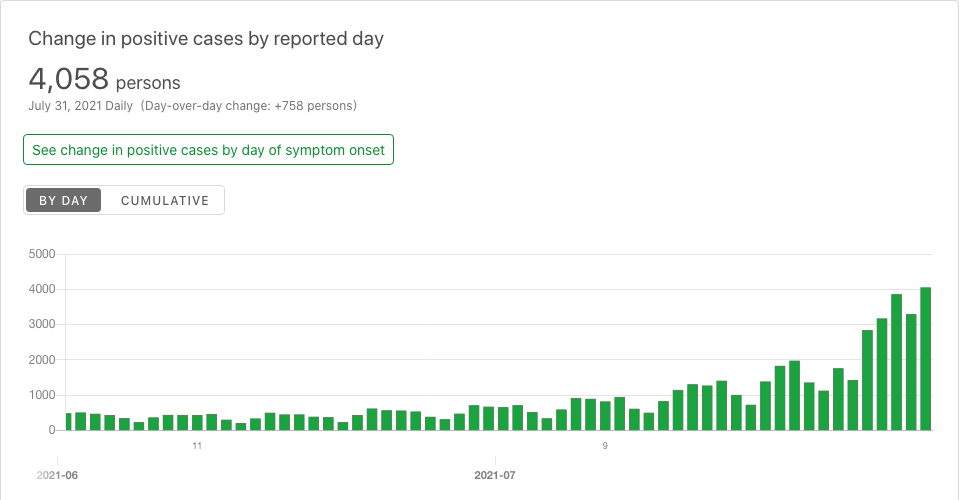 Change in positive cases by reported day
4,058 persons
July 31, 2021 Daily (Day-over-day change: +758 persons)
See change in positive cases by day of symptom onset
BY DAY CUMULATIVE
5000
4000
3000
2000
1000
0
11 9
2021-06 2021-07